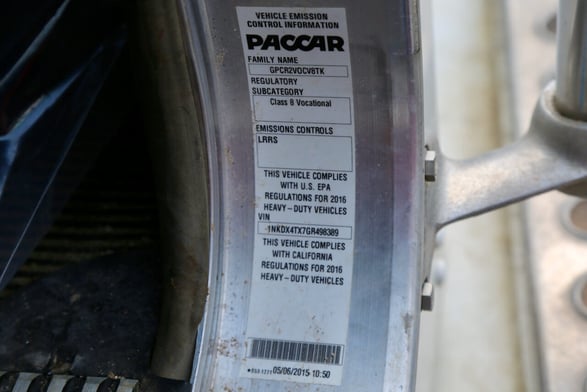 VEHICLE EMISSION
CONTROL INFORMATION
PACCAR
FAMILY NAME
GPCR2VOCV8TK
REGULATORY
SUBCATEGORY
Class 8 Vocational
EMISSIONS CONTROLS
LRRS
THIS VEHICLE COMPLIES
WITH U.S. EPA
REGULATIONS FOR 2016
HEAVY-DUTY VEHICLES
VIN
1NKDX4TX7GR498389
THIS VEHICLE COMPLIES
WITH CALIFORNIA
REGULATIONS FOR 2016
HEAVY-DUTY VEHICLES
05/06/2015 10:50